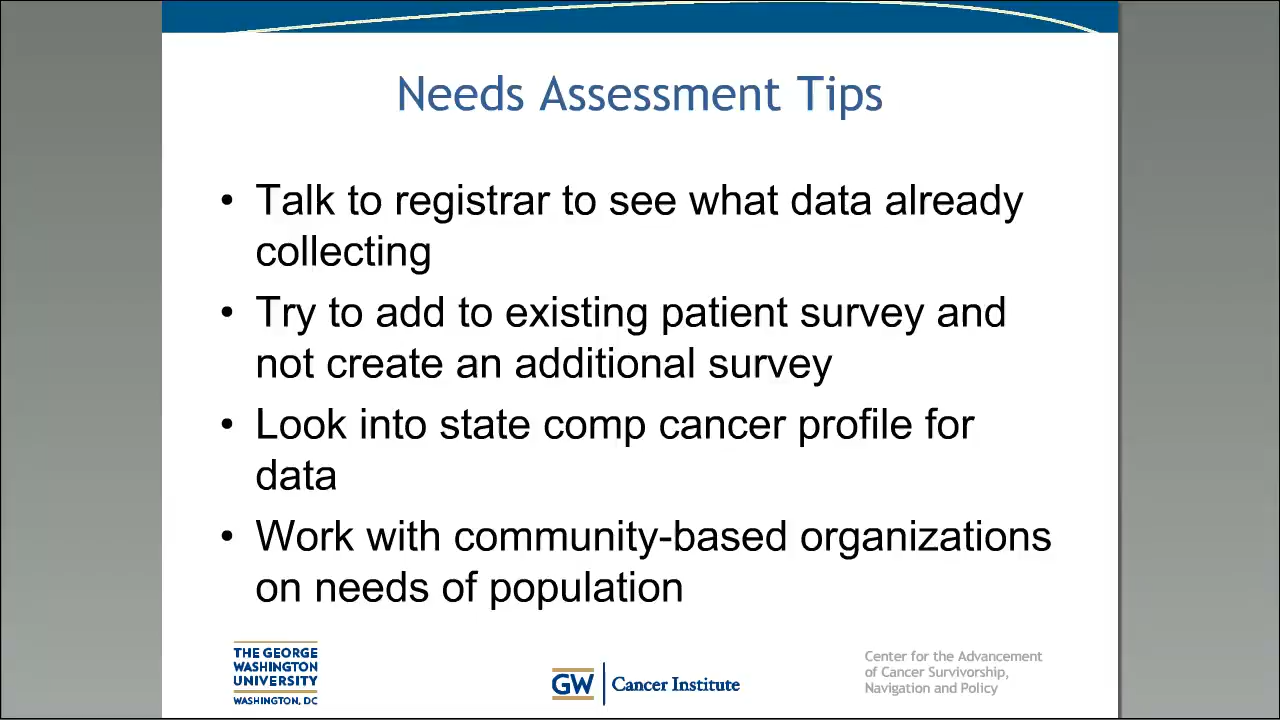 Needs Assessment Tips
• Talk to registrar to see what data already
collecting
• Try to add to existing patient survey and
not create an additional survey
• Look into state comp cancer profile for
data
• Work with community-based organizations
on needs of population
THE GEORGE
WASHINGTON
UNIVERSITY
WASHINGTON, DC
GW Cancer Institute
Center for the Advancement
of Cancer Survivorship,
Navigation and Policy